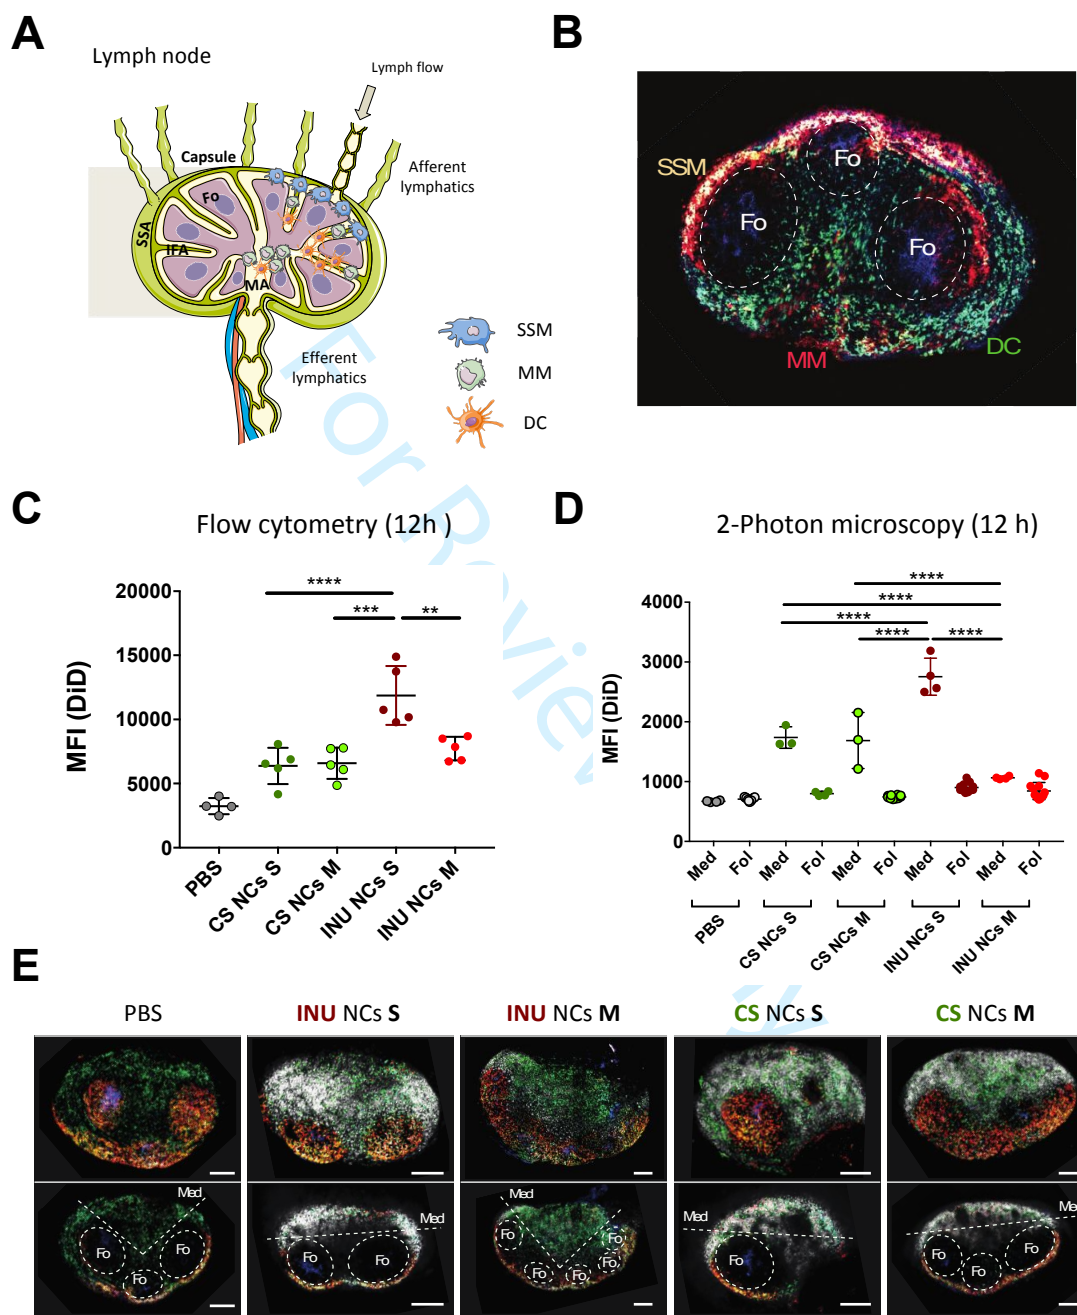 A
Lymph node
Lymph flow
Capsule
Afferent
lymphatics
Fo
SSA
IFA
MA
Efferent
lymphatics
SSM
MM
DC
B
SSM
Fo
Fo
Fo
MM
DC
For Review
C
Flow cytometry (12h )
MFI (DiD)
20000
15000
10000
5000
0
****
***
**
PBS
CS NCs S
CS NCs M
INU NCs S
INU NCs M
D
2-Photon microscopy (12 h)
MFI (DiD)
4000
3000
2000
1000
0
****
****
****
****
****
Med
Fol
Med
Fol
Med
Fol
Med
Fol
Med
Fol
PBS
CS NCs S
CS NCs M
INU NCs S
INU NCs M
E
PBS
INU NCs S
INU NCs M
CS NCs S
CS NCs M
Med
Fo
Fo
Fo
Med
Fo
Fo
Med
Fo
Fo
Fo
Fo
Fo
Med
Fo
Med
Fo
Fo
Fo